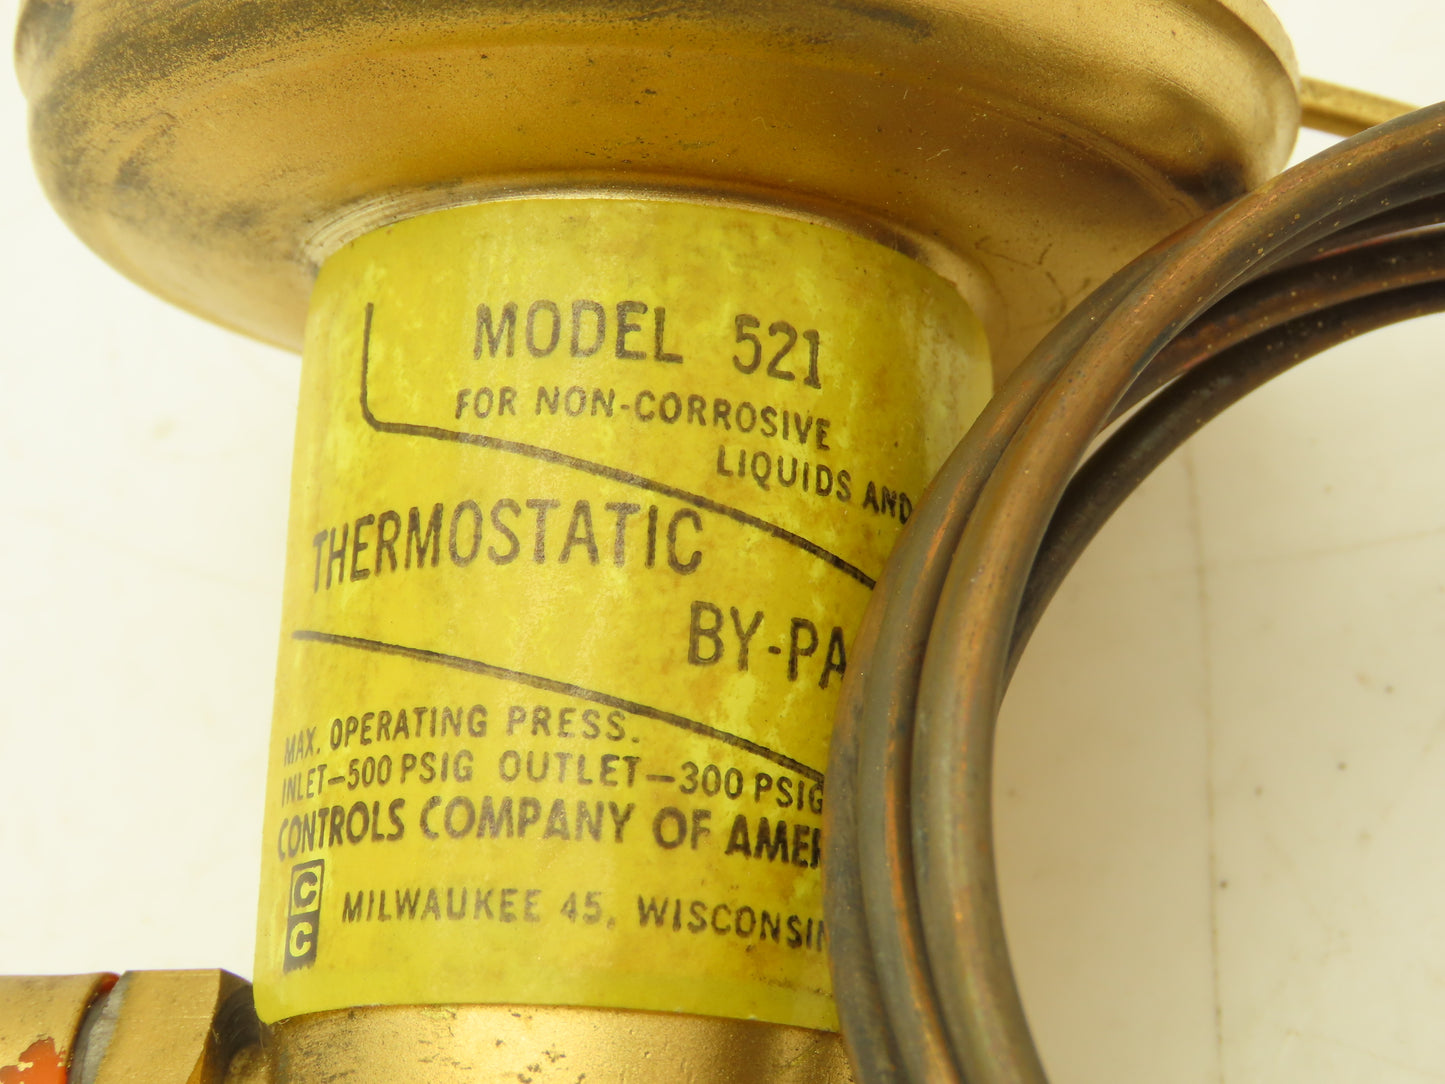 MODEL 521
FOR NON-CORROSIVE
LIQUIDS AND
THERMOSTATIC
BY-PA
MAX. OPERATING PRESS.
INLET-500 PSIG OUTLET-300 PSIG
CONTROLS COMPANY OF AMER
C
C
MILWAUKEE 45, WISCONSIN